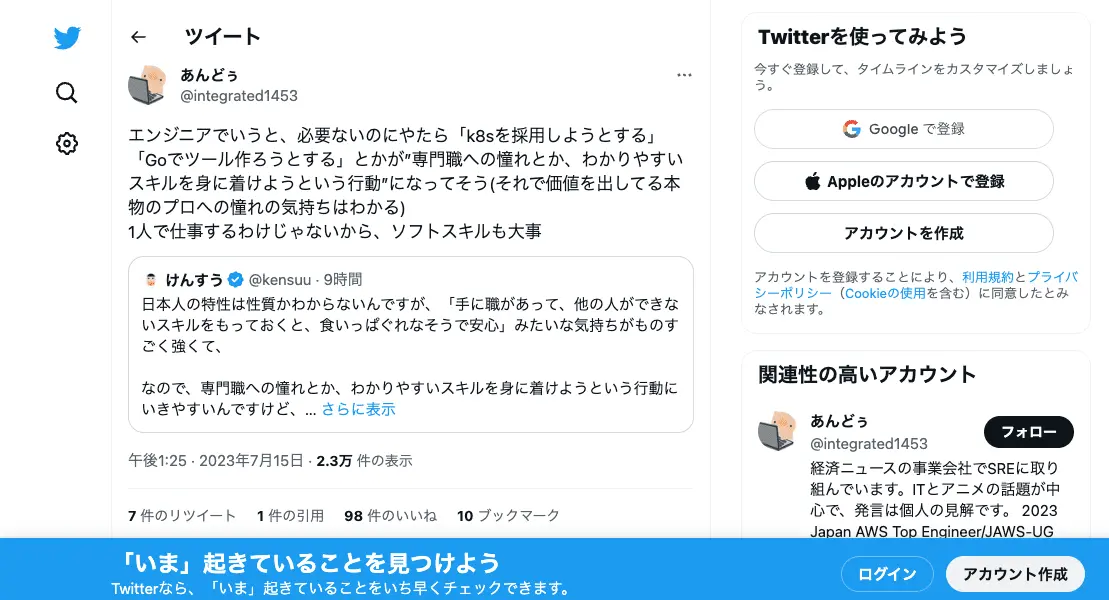 ツイート
あんどぅ
@integrated1453
エンジニアでいうと、必要ないのにやたら「k8sを採用しようとする」
「Goでツール作ろうとする」とかが”専門職への憧れとか、わかりやすい
スキルを身に着けようという行動”になってそう(それで価値を出してる本
物のプロへの憧れの気持ちはわかる)
1人で仕事するわけじゃないから、ソフトスキルも大事
けんすう @kensuu · 9時間
日本人の特性は性質かわからないんですが、「手に職があって、他の人ができな
いスキルをもっておくと、食いっぱぐれなそうで安心」みたいな気持ちがものす
ごく強くて、
なので、専門職への憧れとか、わかりやすいスキルを身に着けようという行動に
いきやすいんですけど、... さらに表示
午後1:25 · 2023年7月15日 · 2.3万 件の表示
7 件のリツイート 1 件の引用 98 件のいいね 10 ブックマーク
Twitterを使ってみよう
今すぐ登録して、タイムラインをカスタマイズしましょ
う。
Google で登録
Appleのアカウントで登録
アカウントを作成
アカウントを登録することにより、利用規約とプライバ
シーポリシー（Cookieの使用を含む）に同意したとみ
なされます。
関連性の高いアカウント
あんどぅ
@integrated1453
フォロー
経済ニュースの事業会社でSREに取り
組んでいます。ITとアニメの話題が中
心で、発言は個人の見解です。 2023
Japan AWS Top Engineer/JAWS-UG
「いま」起きていることを見つけよう
Twitterなら、「いま」起きていることをいち早くチェックできます。
ログイン
アカウント作成